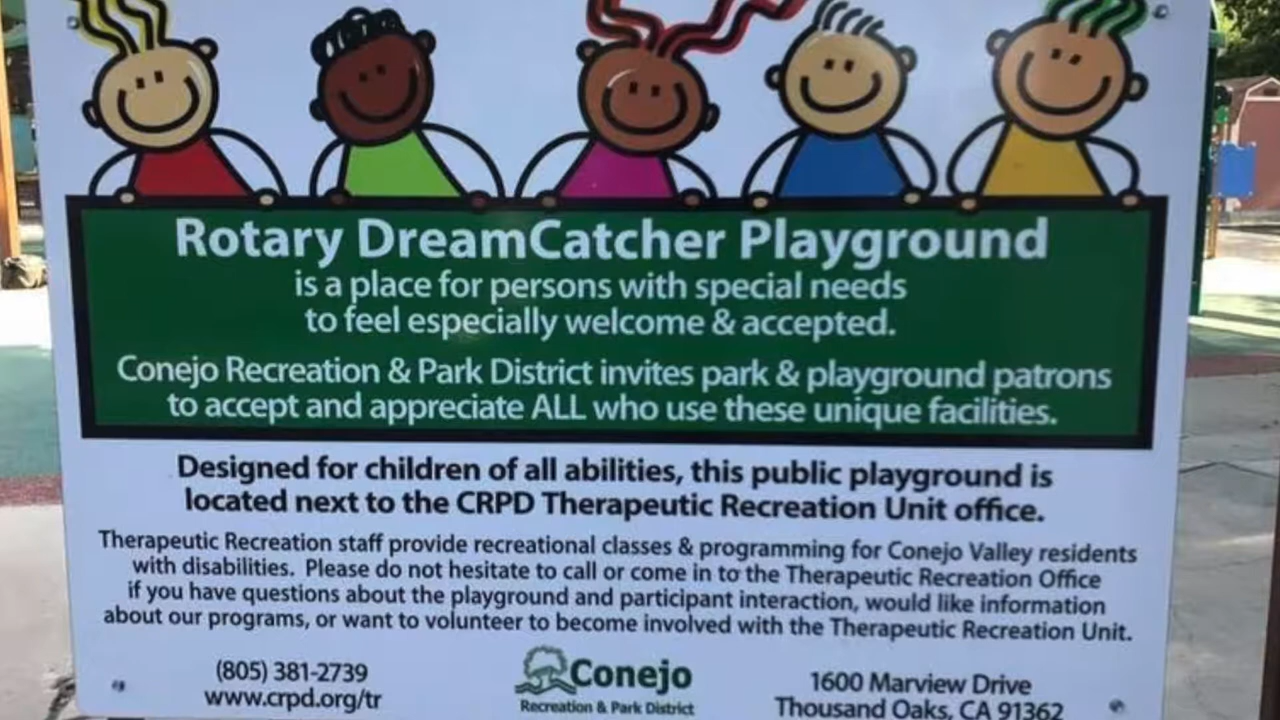 Rotary DreamCatcher Playground
is a place for persons with special needs
to feel especially welcome & accepted.
Conejo Recreation & Park District invites park & playground patrons
to accept and appreciate ALL who use these unique facilities.
Designed for children of all abilities, this public playground is
located next to the CRPD Therapeutic Recreation Unit office.
Therapeutic Recreation staff provide recreational classes & programming for Conejo Valley residents
with disabilities. Please do not hesitate to call or come in to the Therapeutic Recreation Office
if you have questions about the playground and participant interaction, would like information
about our programs, or want to volunteer to become involved with the Therapeutic Recreation Unit.
(805) 381-2739
www.crpd.org/tr
Conejo
Recreation & Park District
1600 Marview Drive
Thousand Oaks, CA 91362